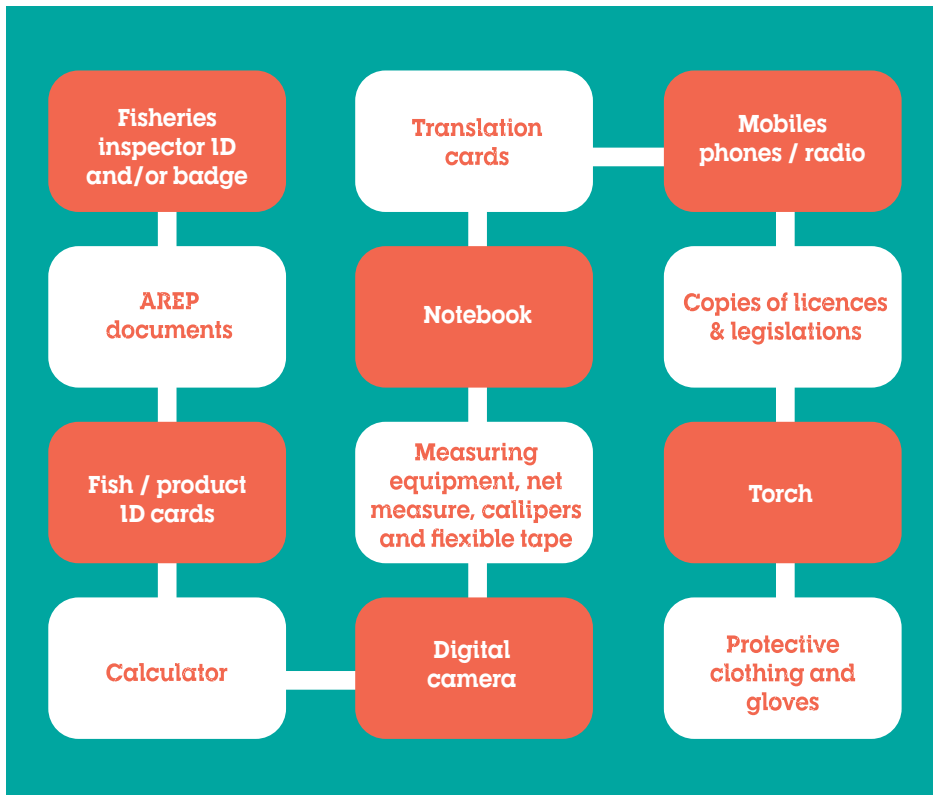 Fisheries
inspector ID
and/or badge
AREP
documents
Fish / product
ID cards
Calculator
Digital
camera
Measuring
equipment, net
measure, callipers
and flexible tape
Notebook
Translation
cards
Mobiles
phones / radio
Copies of licences
& legislations
Torch
Protective
clothing and
gloves